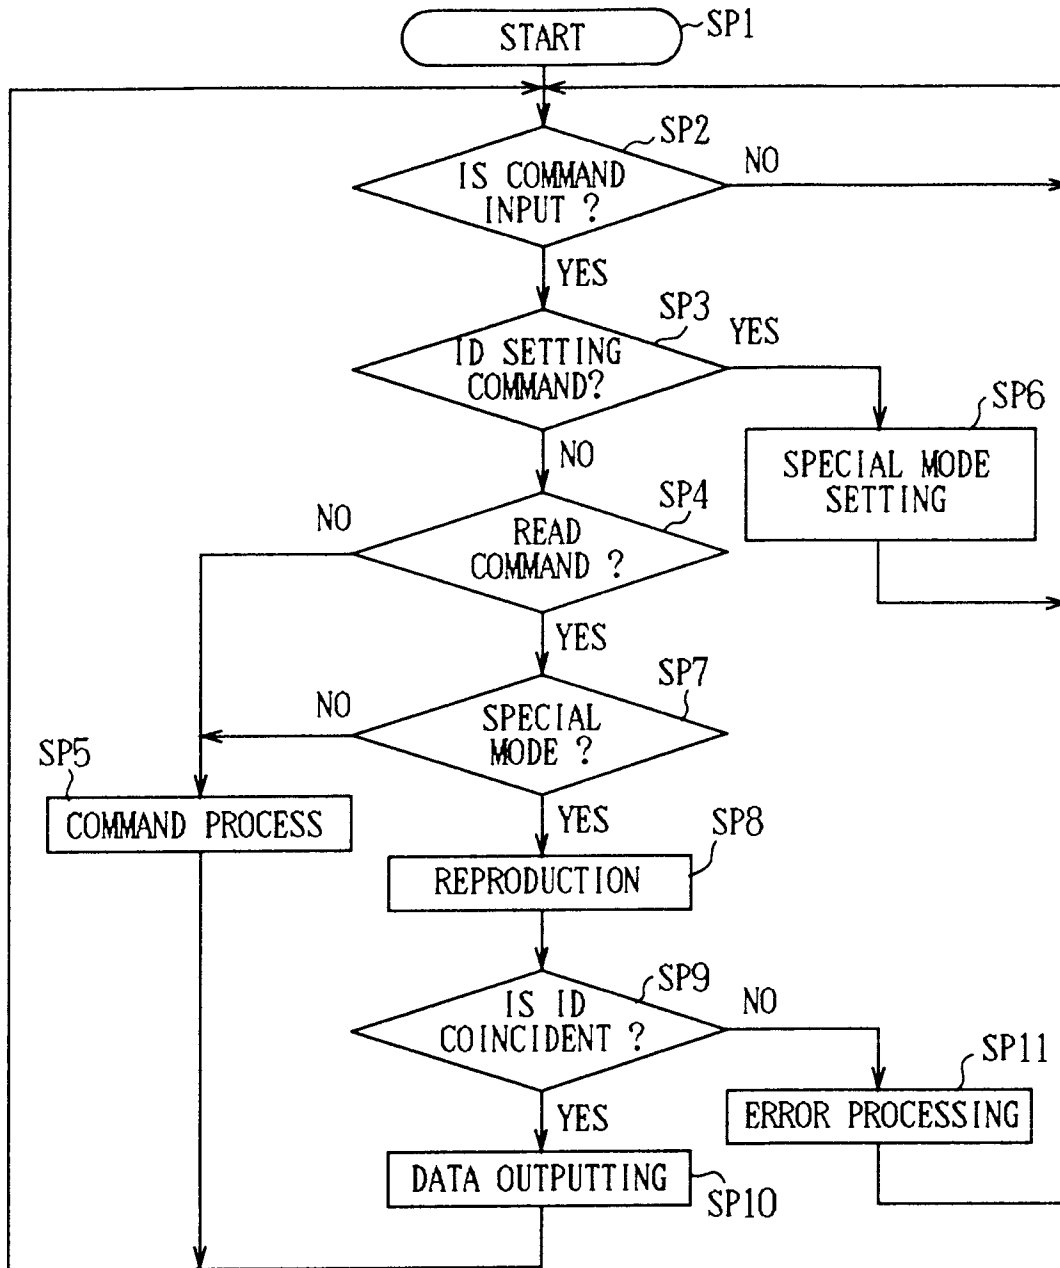 START
SP1
SP2
IS COMMAND
INPUT ?
NO
YES
SP3
ID SETTING
COMMAND?
YES
SP6
SPECIAL MODE
SETTING
NO
SP4
READ
COMMAND ?
NO
YES
SP7
SPECIAL
MODE ?
NO
SP5
COMMAND PROCESS
YES
SP8
REPRODUCTION
SP9
IS ID
COINCIDENT ?
NO
SP11
ERROR PROCESSING
YES
DATA OUTPUTTING
SP10